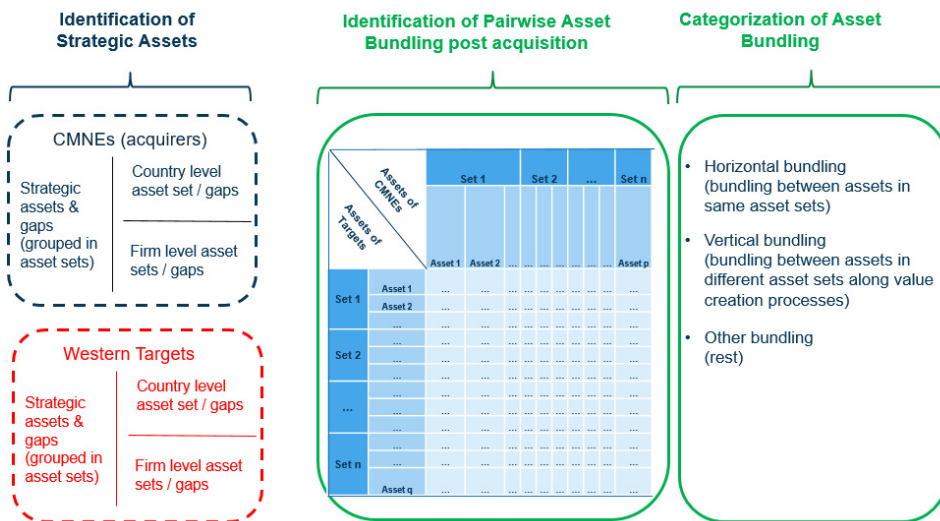 Identification of
Strategic Assets
Identification of Pairwise Asset
Bundling post acquisition
Categorization of Asset
Bundling
CMNEs (acquirers)
Strategic
assets &
gaps
(grouped in
asset sets)
Country level
asset set / gaps
Firm level asset
sets / gaps
Western Targets
Strategic
assets &
gaps
(grouped in
asset sets)
Country level
asset set / gaps
Firm level asset
sets / gaps
Assets of
CMNEs
Assets of
Targets
Set 1 Set 2 ... Set n
Asset 1 Asset 2 ... ... ... ... ... ... Asset p
Set 1 Asset 1 ... ... ... ... ... ... ... ... ...
Asset 2 ... ... ... ... ... ... ... ... ...
... ... ... ... ... ... ... ... ... ...
Set 2 ... ... ... ... ... ... ... ... ... ...
... ... ... ... ... ... ... ... ... ...
... ... ... ... ... ... ... ... ... ...
... ... ... ... ... ... ... ... ... ... ...
... ... ... ... ... ... ... ... ... ...
... ... ... ... ... ... ... ... ... ...
Set n ... ... ... ... ... ... ... ... ... ...
... ... ... ... ... ... ... ... ... ...
Asset q ... ... ... ... ... ... ... ... ...
• Horizontal bundling
(bundling between assets in
same asset sets)
• Vertical bundling
(bundling between assets in
different asset sets along value
creation processes)
• Other bundling
(rest)